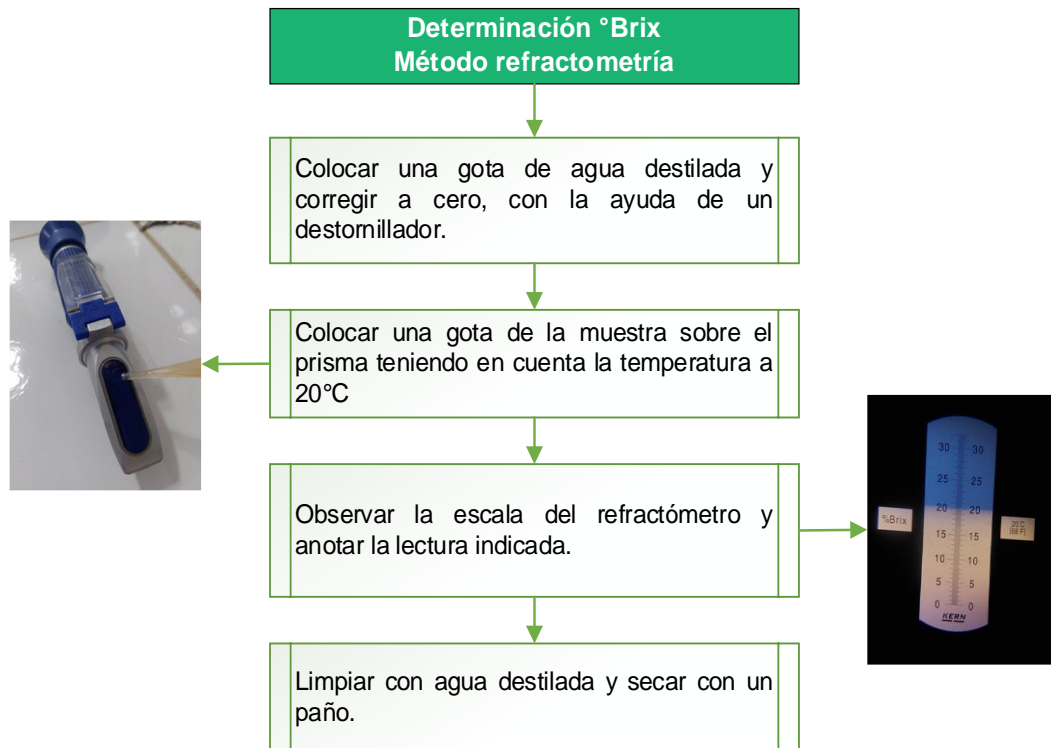 Determinación °Brix
Método refractometría
Colocar una gota de agua destilada y
corregir a cero, con la ayuda de un
destornillador.
Colocar una gota de la muestra sobre el
prisma teniendo en cuenta la temperatura a
20°C
Observar la escala del refractómetro y
anotar la lectura indicada.
30 30
25 25
20 20
%Brix
20°C
(68°F)
15 15
10 10
5 5
0 0
KERN
Limpiar con agua destilada y secar con un
paño.